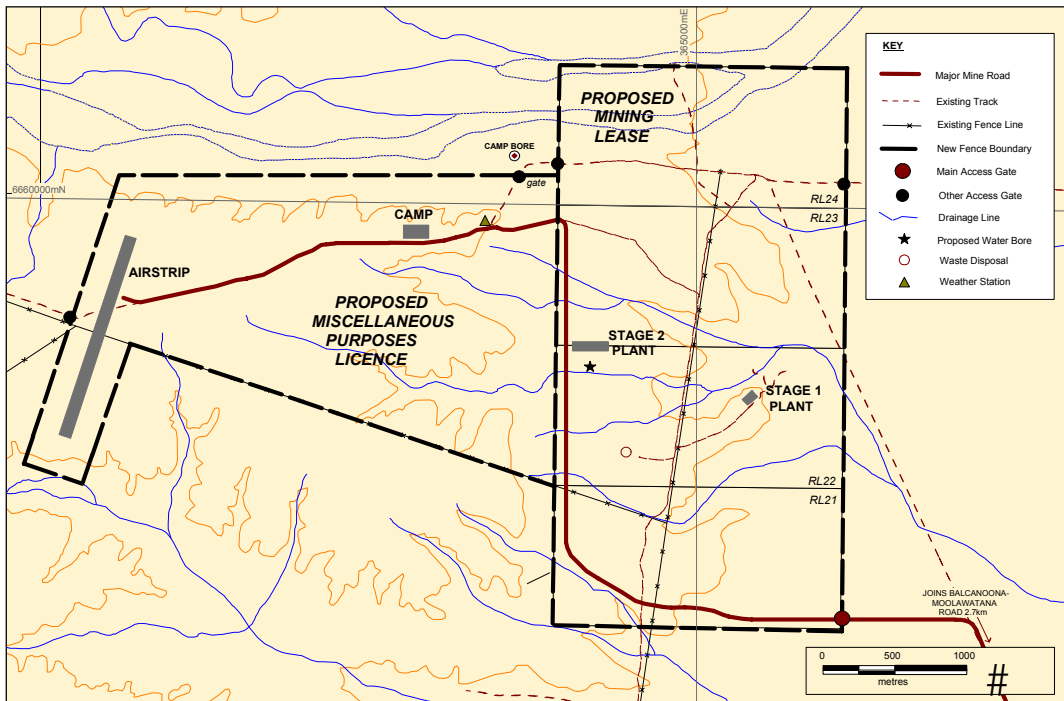 365000mE
6660000mN
PROPOSED
MINING
LEASE
CAMP BORE
gate
RL24
RL23
CAMP
AIRSTRIP
PROPOSED
MISCELLANEOUS
PURPOSES
LICENCE
STAGE 2
PLANT
STAGE 1
PLANT
RL22
RL21
JOINS BALCANOONA-
MOOLAWATANA
ROAD 2.7km
KEY
Major Mine Road
Existing Track
Existing Fence Line
New Fence Boundary
Main Access Gate
Other Access Gate
Drainage Line
Proposed Water Bore
Waste Disposal
Weather Station
0 500 1000
metres
#